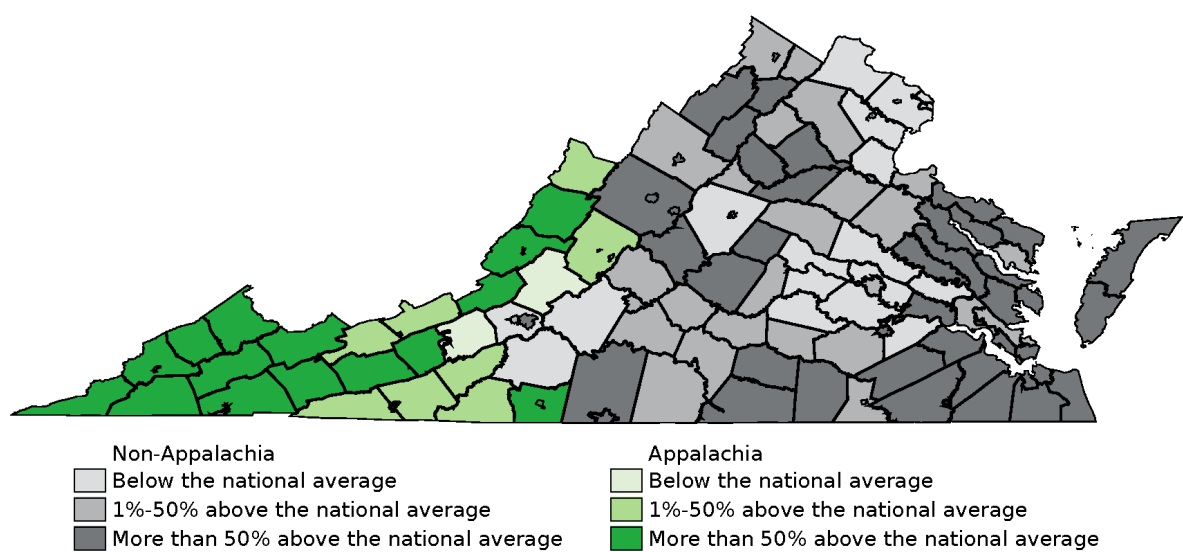 Non-Appalachia
Below the national average
1%-50% above the national average
More than 50% above the national average
Appalachia
Below the national average
1%-50% above the national average
More than 50% above the national average